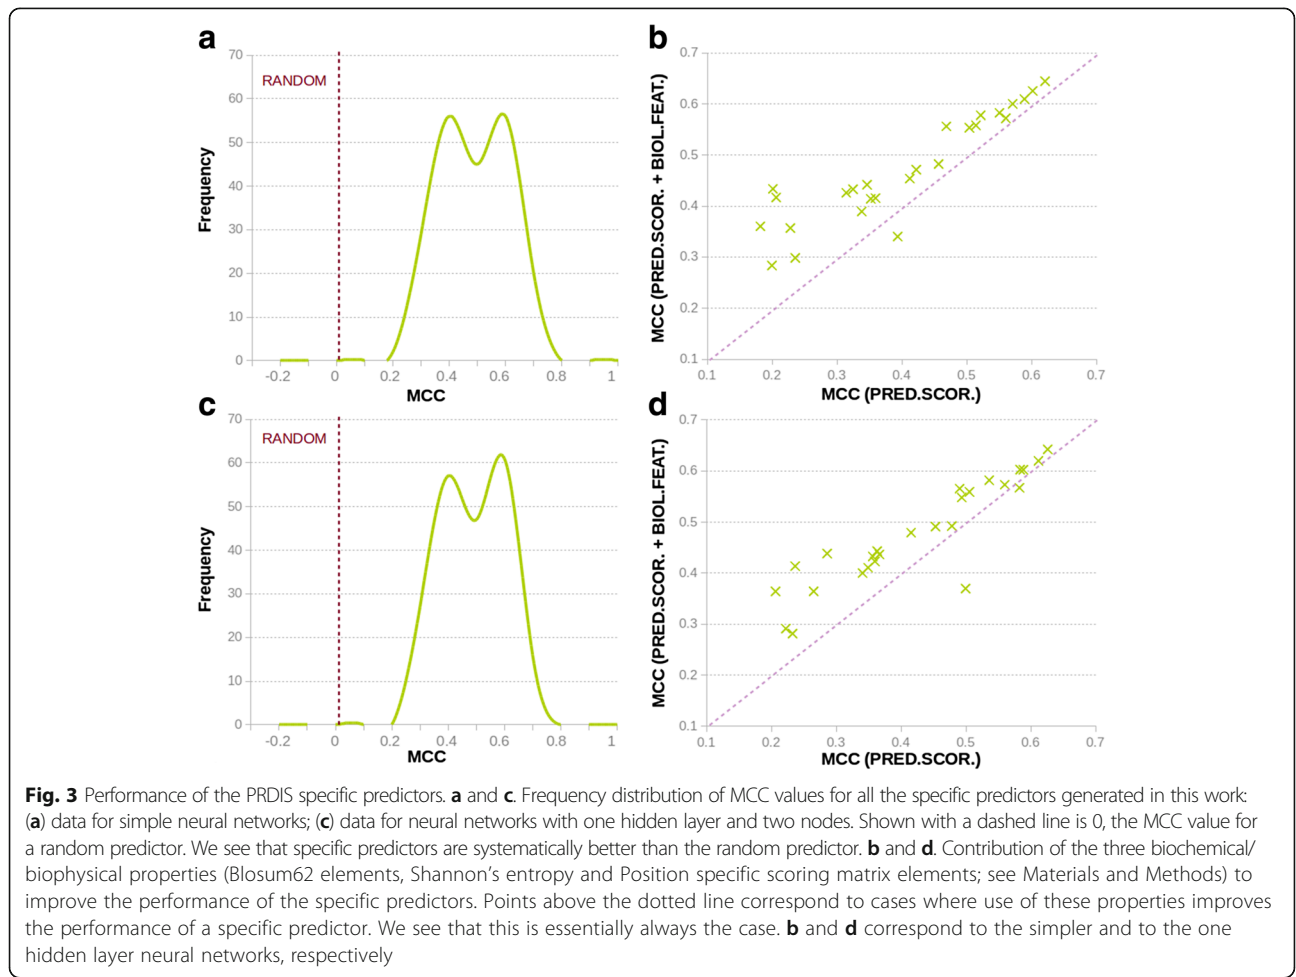 a
70
60
50
40
30
20
10
0
Frequency
RANDOM
-0.2
0
0.2
0.4
0.6
0.8
1
MCC
b
0.7
0.6
0.5
0.4
0.3
0.2
0.1
MCC (PRED.SCOR. + BIOL.FEAT.)
0.1
0.2
0.3
0.4
0.5
0.6
0.7
MCC (PRED.SCOR.)
c
70
60
50
40
30
20
10
0
Frequency
RANDOM
-0.2
0
0.2
0.4
0.6
0.8
1
MCC
d
0.7
0.6
0.5
0.4
0.3
0.2
0.1
MCC (PRED.SCOR. + BIOL.FEAT.)
0.1
0.2
0.3
0.4
0.5
0.6
0.7
MCC (PRED.SCOR.)
Fig. 3 Performance of the PRDIS specific predictors. a and c. Frequency distribution of MCC values for all the specific predictors generated in this work:
(a) data for simple neural networks; (c) data for neural networks with one hidden layer and two nodes. Shown with a dashed line is 0, the MCC value for
a random predictor. We see that specific predictors are systematically better than the random predictor. b and d. Contribution of the three biochemical/
biophysical properties (Blosum62 elements, Shannon's entropy and Position specific scoring matrix elements; see Materials and Methods) to
improve the performance of the specific predictors. Points above the dotted line correspond to cases where use of these properties improves
the performance of a specific predictor. We see that this is essentially always the case. b and d correspond to the simpler and to the one
hidden layer neural networks, respectively